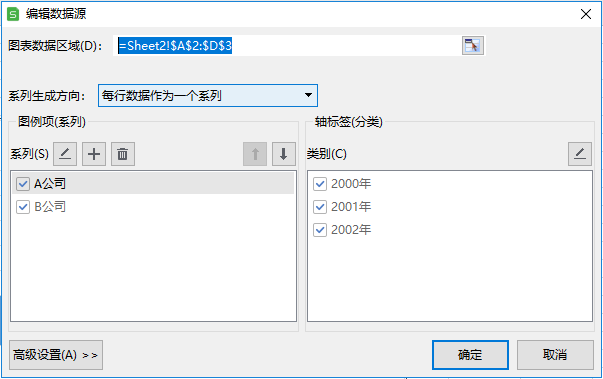 编辑数据源
图表数据区域(D): =Sheet2!$A$2:$D$3
系列生成方向: 每行数据作为一个系列
图例项(系列)
系列(S)
A公司
B公司
轴标签(分类)
类别(C)
2000年
2001年
2002年
高级设置(A) >> 确定 取消